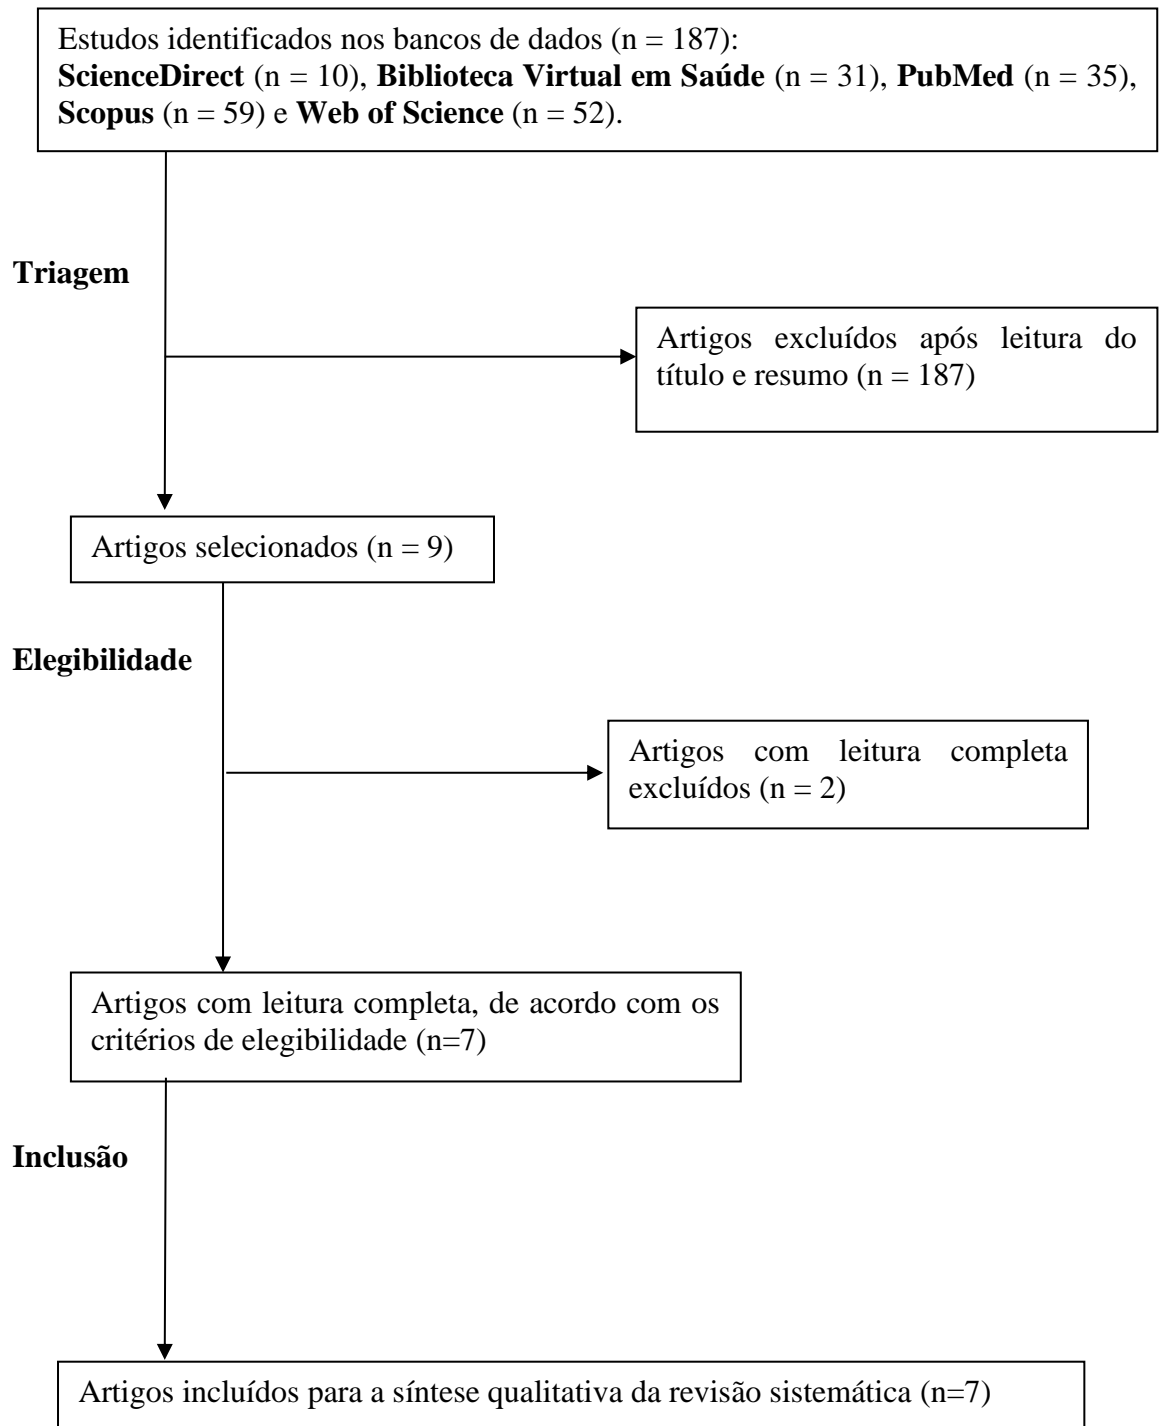 Estudos identificados nos bancos de dados (n = 187):
ScienceDirect (n = 10), Biblioteca Virtual em Saúde (n = 31), PubMed (n = 35),
Scopus (n = 59) e Web of Science (n = 52).
Triagem
Artigos excluídos após leitura do
título e resumo (n = 187)
Artigos selecionados (n = 9)
Elegibilidade
Artigos com leitura completa
excluídos (n = 2)
Artigos com leitura completa, de acordo com os
critérios de elegibilidade (n=7)
Inclusão
Artigos incluídos para a síntese qualitativa da revisão sistemática (n=7)